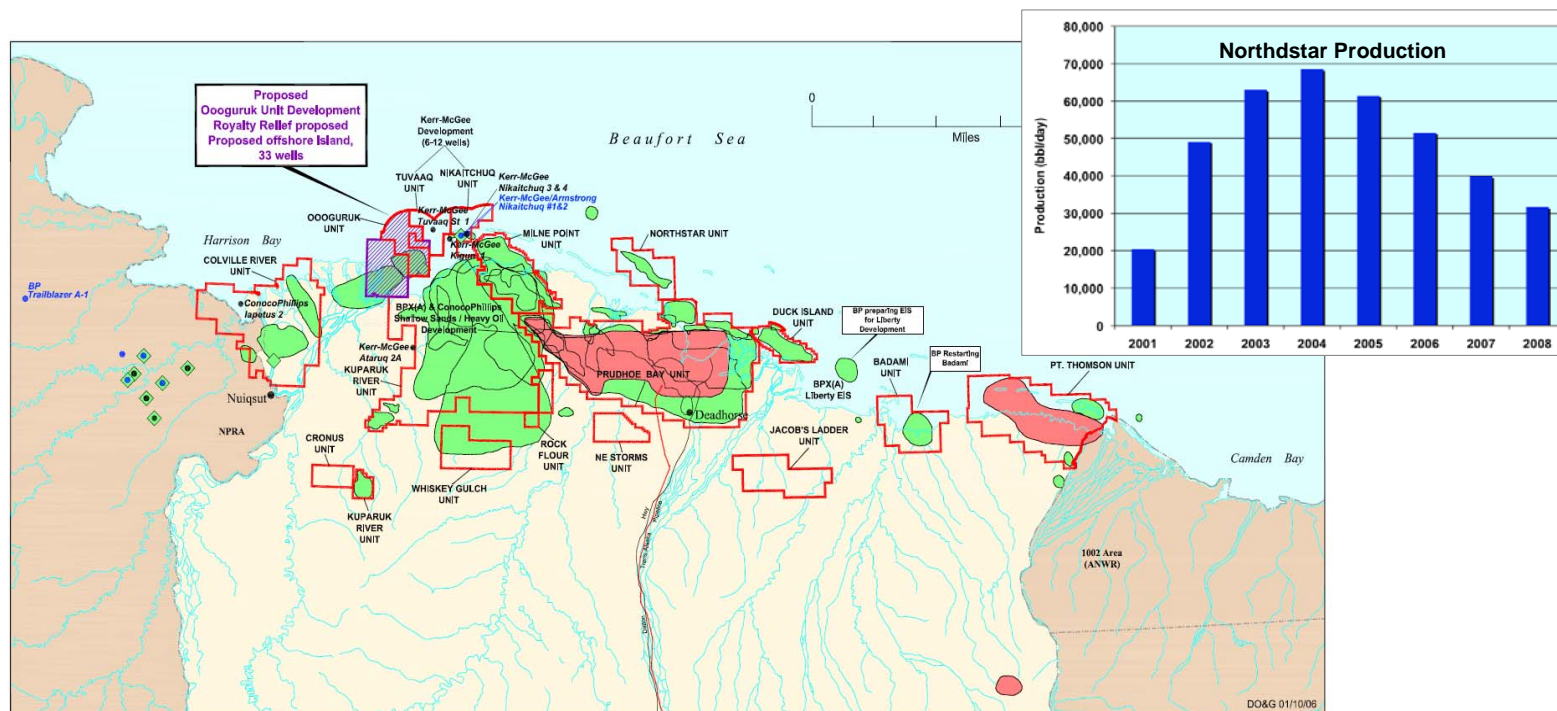 Proposed
Oooguruk Unit Development
Royalty Relief proposed
Proposed offshore Island,
33 wells
Kerr-McGee
Development
(6-12 wells)
TUVAAQ
UNIT
NIKAITCHUQ
UNIT
Kerr-McGee
Nikaitchuq 3 & 4
Kerr-McGee/Armstrong
Nikaitchuq #1&2
Kerr-McGee
Tuvaaq St 1
Kerr-McGee
OOOGURUK
UNIT
Beaufort Sea
0
Miles
Harrison Bay
COLVILLE RIVER
UNIT
MILNE POINT
UNIT
NORTHSTAR UNIT
BP
Trailblazer A-1
ConocoPhillips
Iapetus 2
BPX(A) & ConocoPhillips
Shallow Sands / Heavy Oil
Development
Kerr-McGee
Ataruq 2A
KUPARUK
RIVER
UNIT
PRUDHOE BAY UNIT
DUCK ISLAND
UNIT
BP preparing EIS
for Liberty
Development
BPX(A)
Liberty EIS
BADAMI
UNIT
BP Restarting
Badami
PT. THOMSON UNIT
Nuiqsut
NPRA
Deadhorse
CRONUS
UNIT
KUPARUK
RIVER
UNIT
WHISKEY GULCH
UNIT
ROCK
FLOUR
UNIT
NE STORMS
UNIT
JACOB'S LADDER
UNIT
Camden Bay
Dalton
Hwy
Trans Alaska
Pipeline
1002 Area
(ANWR)
DO&G 01/10/06
Northdstar Production
Production (bbl/day)
80,000
70,000
60,000
50,000
40,000
30,000
20,000
10,000
0
2001 2002 2003 2004 2005 2006 2007 2008